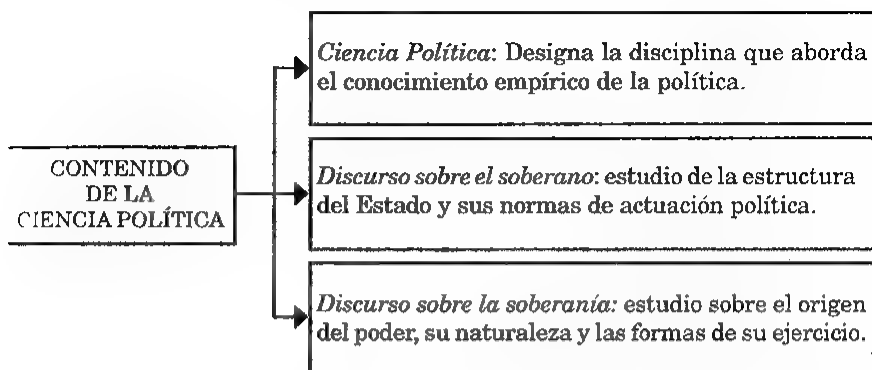 CONTENIDO
DE LA
CIENCIA POLÍTICA
Ciencia Política: Designa la disciplina que aborda
el conocimiento empírico de la política.
Discurso sobre el soberano: estudio de la estructura
del Estado y sus normas de actuación política.
Discurso sobre la soberanía: estudio sobre el origen
del poder, su naturaleza y las formas de su ejercicio.